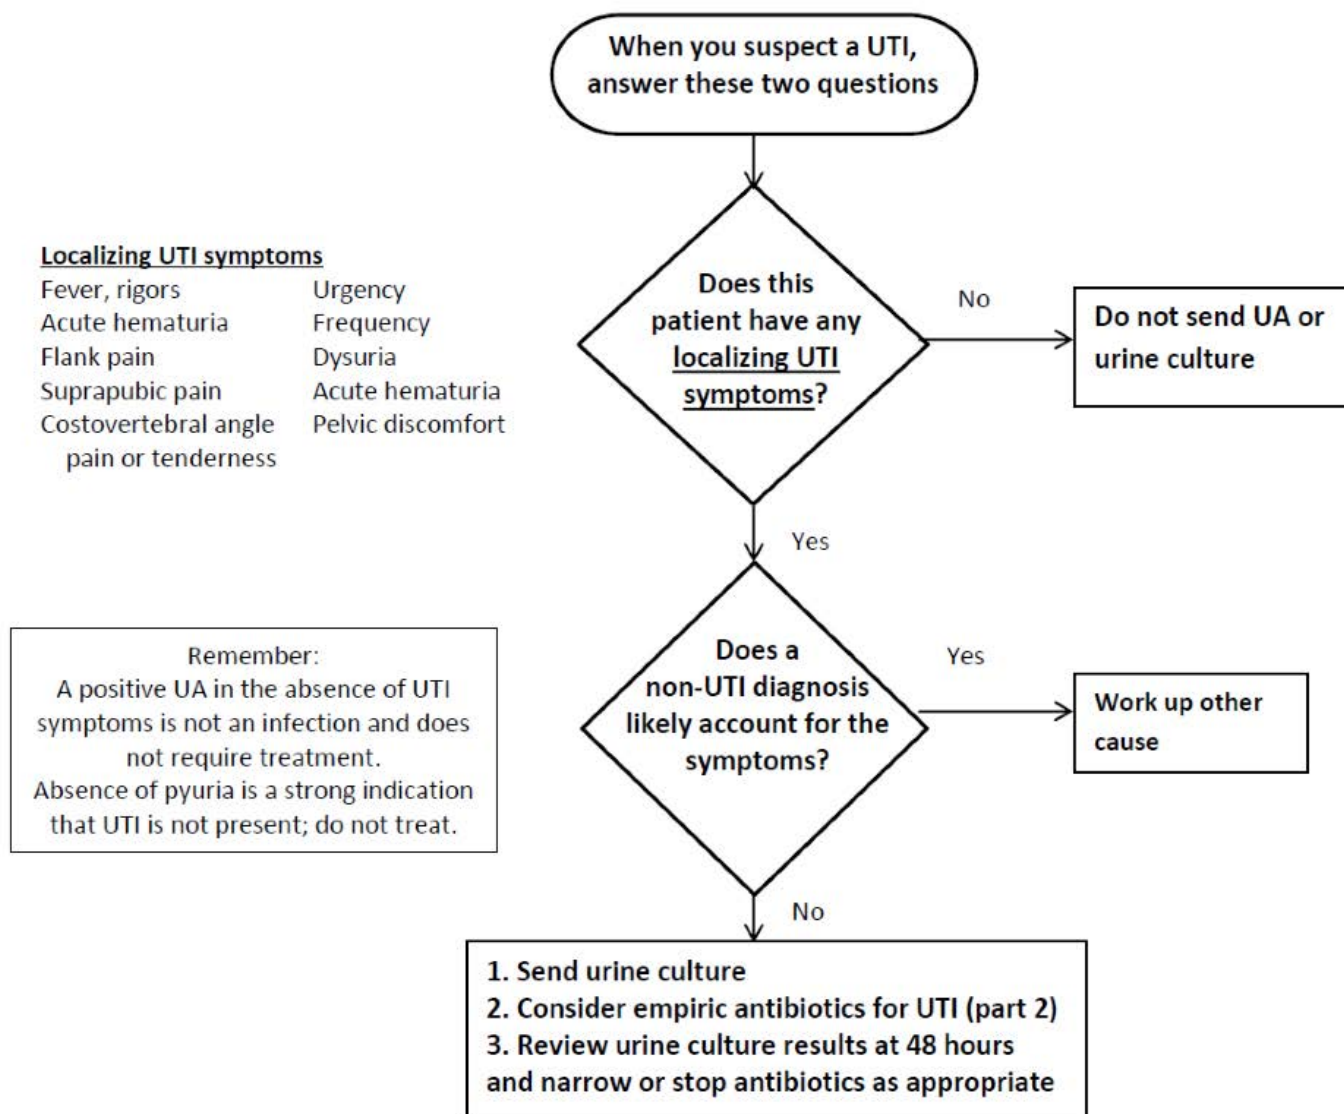 When you suspect a UTI,
answer these two questions
Localizing UTI symptoms
Fever, rigors Urgency
Acute hematuria Frequency
Flank pain Dysuria
Suprapubic pain Acute hematuria
Costovertebral angle Pelvic discomfort
pain or tenderness
Does this
patient have any
localizing UTI
symptoms?
No
Do not send UA or
urine culture
Yes
Remember:
A positive UA in the absence of UTI
symptoms is not an infection and does
not require treatment.
Absence of pyuria is a strong indication
that UTI is not present; do not treat.
Does a
non-UTI diagnosis
likely account for the
symptoms?
Yes
Work up other
cause
No
1. Send urine culture
2. Consider empiric antibiotics for UTI (part 2)
3. Review urine culture results at 48 hours
and narrow or stop antibiotics as appropriate